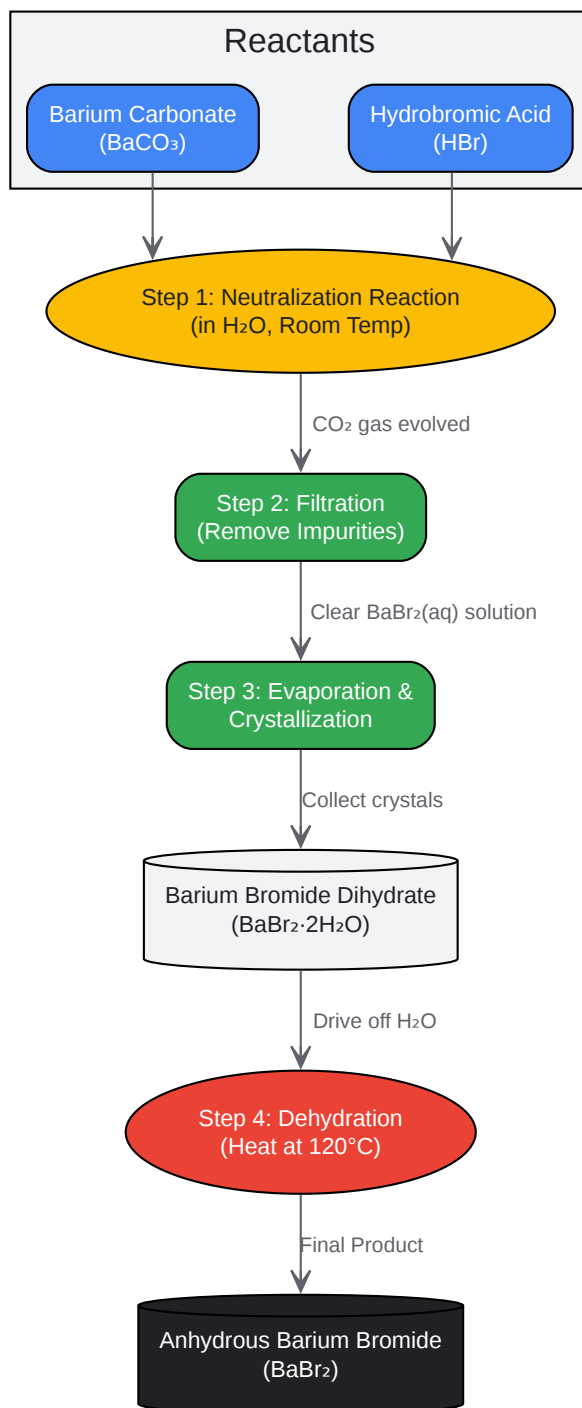 Reactants
Barium Carbonate
(BaCO₃)
Hydrobromic Acid
(HBr)
Step 1: Neutralization Reaction
(in H₂O, Room Temp)
CO₂ gas evolved
Step 2: Filtration
(Remove Impurities)
Clear BaBr₂(aq) solution
Step 3: Evaporation &
Crystallization
Collect crystals
Barium Bromide Dihydrate
(BaBr₂·2H₂O)
Drive off H₂O
Step 4: Dehydration
(Heat at 120°C)
Final Product
Anhydrous Barium Bromide
(BaBr₂)